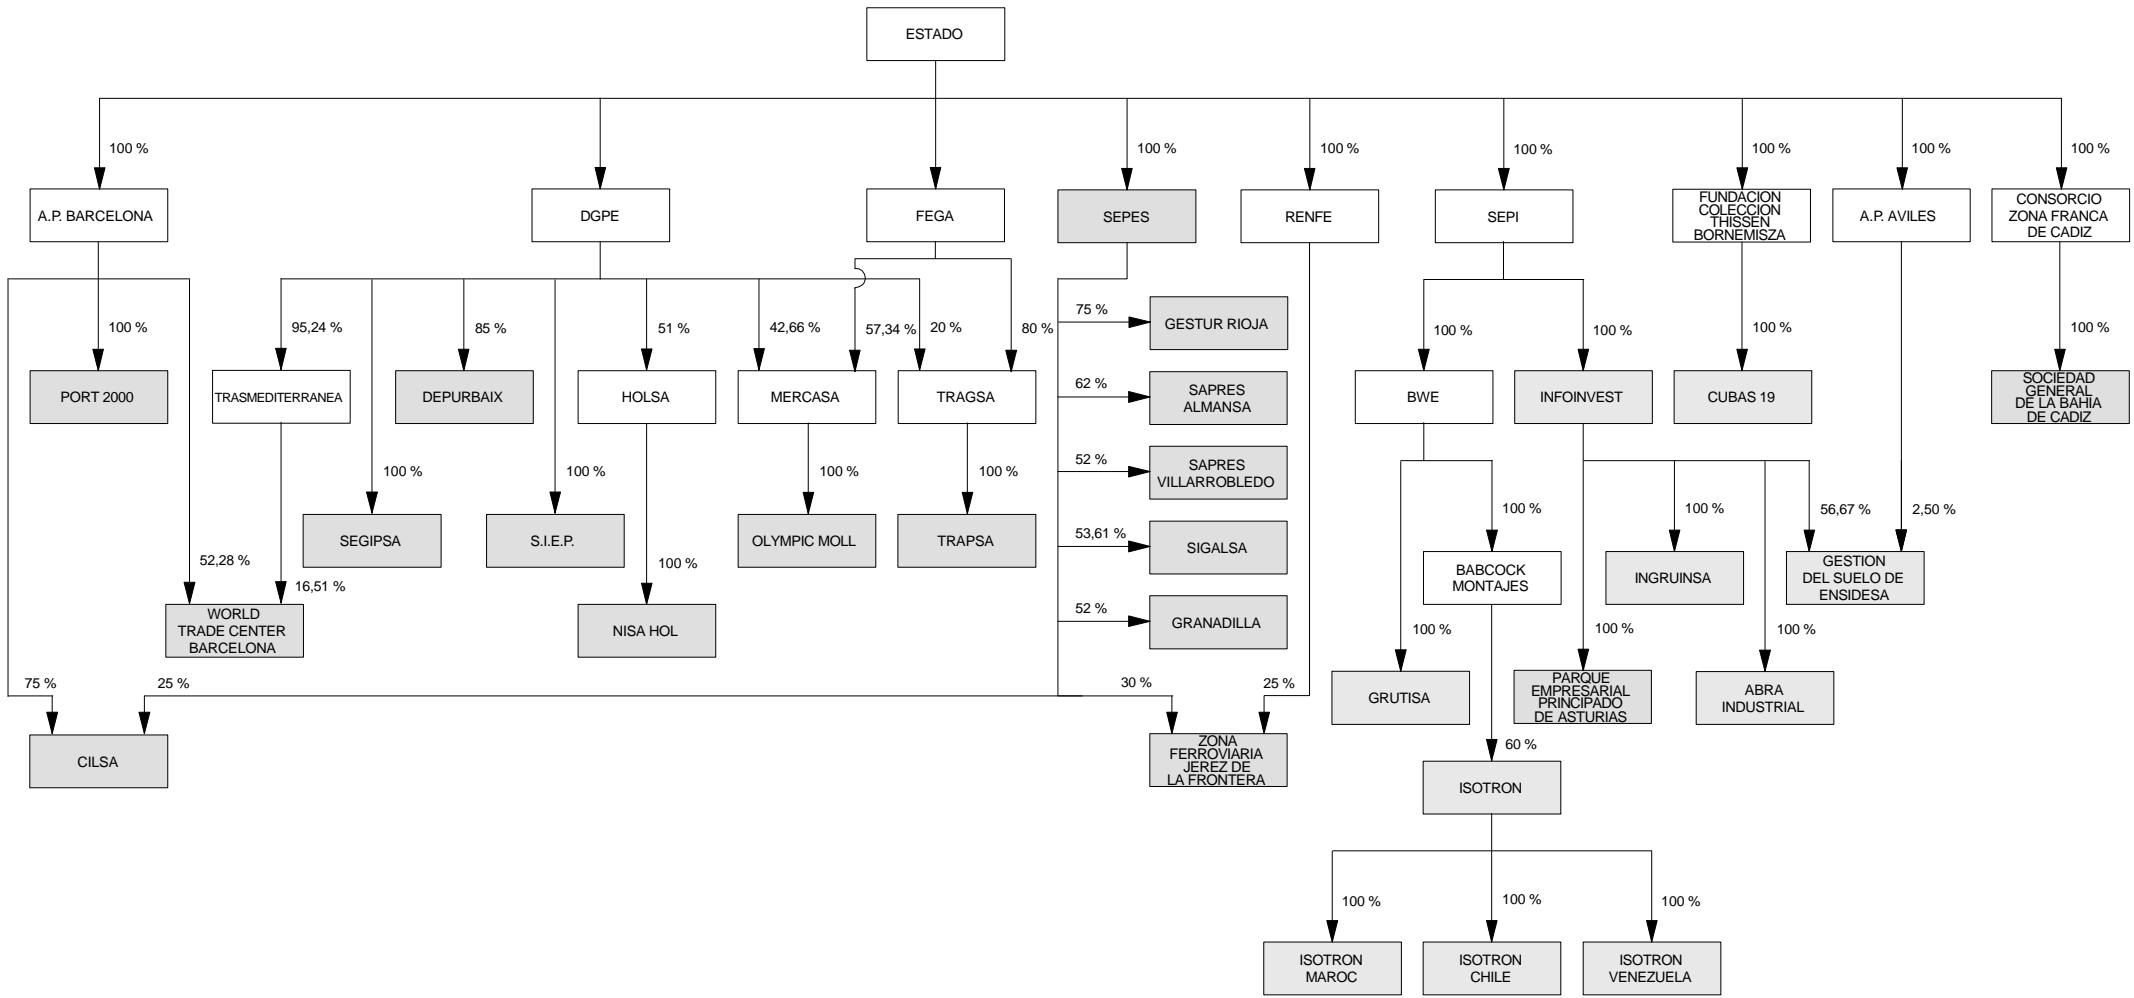 ESTADO
100 %
100 %
100 %
100 %
100 %
100 %
100 %
A.P. BARCELONA
DGPE
FEGA
SEPES
RENFE
SEPI
FUNDACION
COLECCION
THISSEN
BORNEMISZA
A.P. AVILES
CONSORCIO
ZONA FRANCA
DE CADIZ
100 %
95,24 %
85 %
51 %
42,66 %
57,34 %
20 %
80 %
75 %
GESTUR RIOJA
100 %
100 %
100 %
100 %
PORT 2000
TRASMEDITERRANEA
DEPURBAIX
HOLSA
MERCASA
TRAGSA
62 %
SAPRES
ALMANSA
BWE
INFOINVEST
CUBAS 19
SOCIEDAD
GENERAL
DE LA BAHIA
DE CADIZ
100 %
100 %
100 %
100 %
52 %
SAPRES
VILLARROBLEDO
100 %
100 %
56,67 %
2,50 %
SEGIPSA
S.I.E.P.
OLYMPIC MOLL
TRAPSA
53,61 %
SIGALSA
52,28 %
16,51 %
100 %
BABCOCK
MONTAJES
INGRUINSA
GESTION
DEL SUELO DE
ENSIDESA
WORLD
TRADE CENTER
BARCELONA
NISA HOL
52 %
GRANADILLA
100 %
100 %
100 %
75 %
25 %
30 %
25 %
GRUTISA
PARQUE
EMPRESARIAL
PRINCIPADO
DE ASTURIAS
ABRA
INDUSTRIAL
CILSA
ZONA
FERROVIARIA
JEREZ DE
LA FRONTERA
60 %
ISOTRON
100 %
100 %
100 %
ISOTRON
MAROC
ISOTRON
CHILE
ISOTRON
VENEZUELA